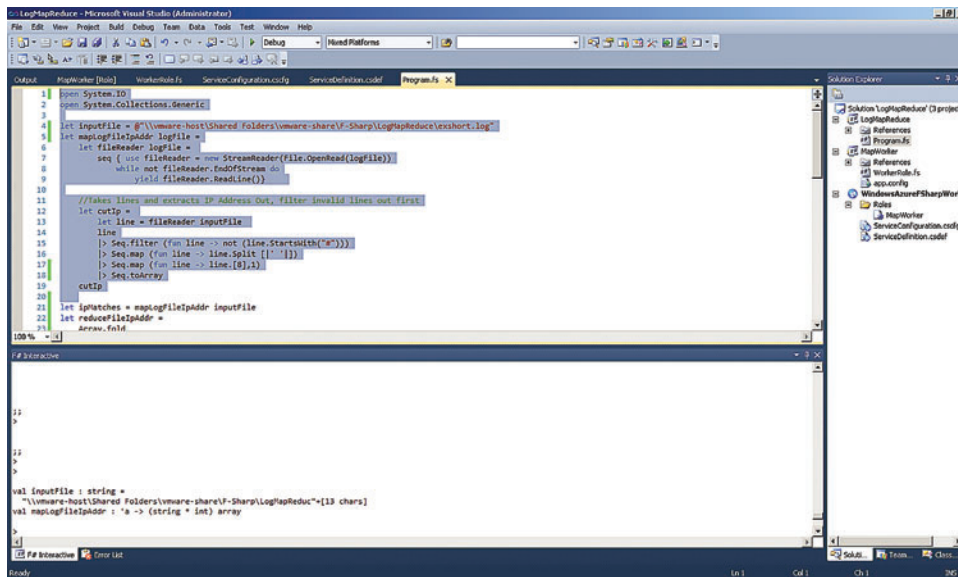 LogMapReduce - Microsoft Visual Studio (Administrator)
File Edit View Project Build Debug Team Data Tools Test Window Help
Debug Mixed Platforms
Output MapWorker [Role] WorkerRole.fs ServiceConfiguration.cscfg ServiceDefinition.csdef Program.fs
1 open System.IO
2 open System.Collections.Generic
3
4 let inputFile = @"\\vmware-host\Shared Folders\vmware-share\F-Sharp\LogMapReduce\exshort.log"
5 let mapLogFileIpAddr logFile =
6 let fileReader logFile =
7 seq { use fileReader = new StreamReader(File.OpenRead(logFile))
8 while not fileReader.EndOfStream do
9 yield fileReader.ReadLine()}
10
11 //Takes lines and extracts IP Address Out, filter invalid lines out first
12 let cutIp =
13 let line = fileReader inputFile
14 line
15 |> Seq.filter (fun line -> not (line.StartsWith("#")))
16 |> Seq.map (fun line -> line.Split [|' '|])
17 |> Seq.map (fun line -> line.[8],1)
18 |> Seq.toArray
19 cutIp
20
21 let ipMatches = mapLogFileIpAddr inputFile
22 let reduceFileIpAddr =
23 Array.fold
100 %
F# Interactive
;;
>
;;
>
>
val inputFile : string =
"\\vmware-host\Shared Folders\vmware-share\F-Sharp\LogMapReduc"+[13 chars]
val mapLogFileIpAddr : 'a -> (string * int) array
>
F# Interactive Error List
Solution Explorer
Solution 'LogMapReduce' (3 projec
LogMapReduce
References
Program.fs
MapWorker
References
WorkerRole.fs
app.config
WindowsAzureFSharpWor
Roles
MapWorker
ServiceConfiguration.cscfg
ServiceDefinition.csdef
Soluti... Team... Class...
Ready Ln 1 Col 1 Ch 1 INS